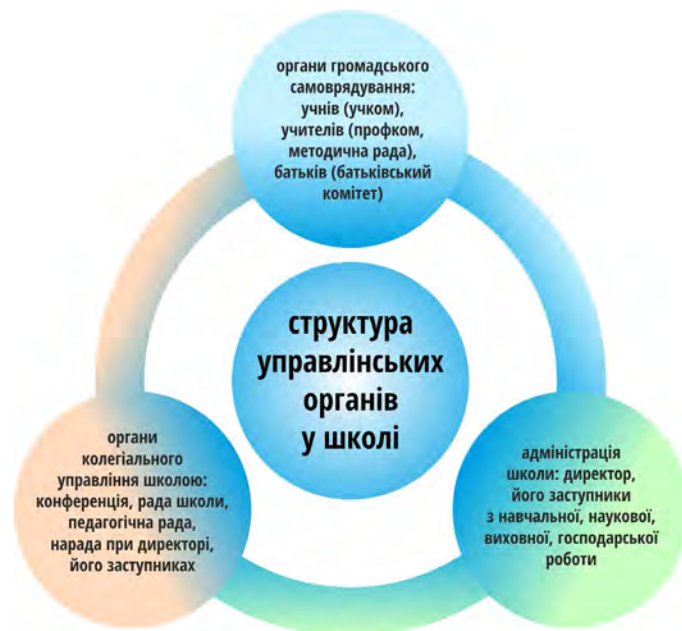 органи громадського
самоврядування:
учнів (учком),
учителів (профком,
методична рада),
батьків (батьківський
комітет)
структура
управлінських
органів
у школі
органи
колегіального
управління школою:
конференція, рада школи,
педагогічна рада,
нарада при директорі,
його заступниках
адміністрація
школи: директор,
його заступники
з навчальної, наукової,
виховної, господарської
роботи